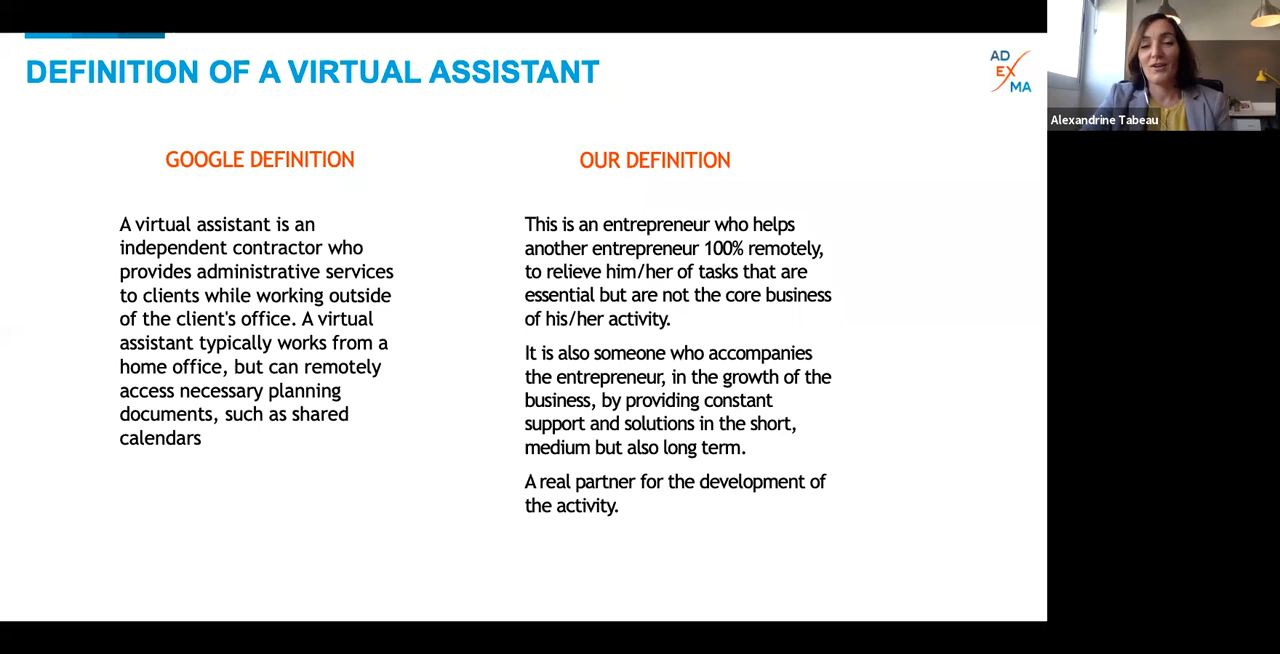 DEFINITION OF A VIRTUAL ASSISTANT
AD
EX
MA
Alexandrine Tabeau
GOOGLE DEFINITION
A virtual assistant is an
independent contractor who
provides administrative services
to clients while working outside
of the client's office. A virtual
assistant typically works from a
home office, but can remotely
access necessary planning
documents, such as shared
calendars
OUR DEFINITION
This is an entrepreneur who helps
another entrepreneur 100% remotely,
to relieve him/her of tasks that are
essential but are not the core business
of his/her activity.
It is also someone who accompanies
the entrepreneur, in the growth of the
business, by providing constant
support and solutions in the short,
medium but also long term.
A real partner for the development of
the activity.